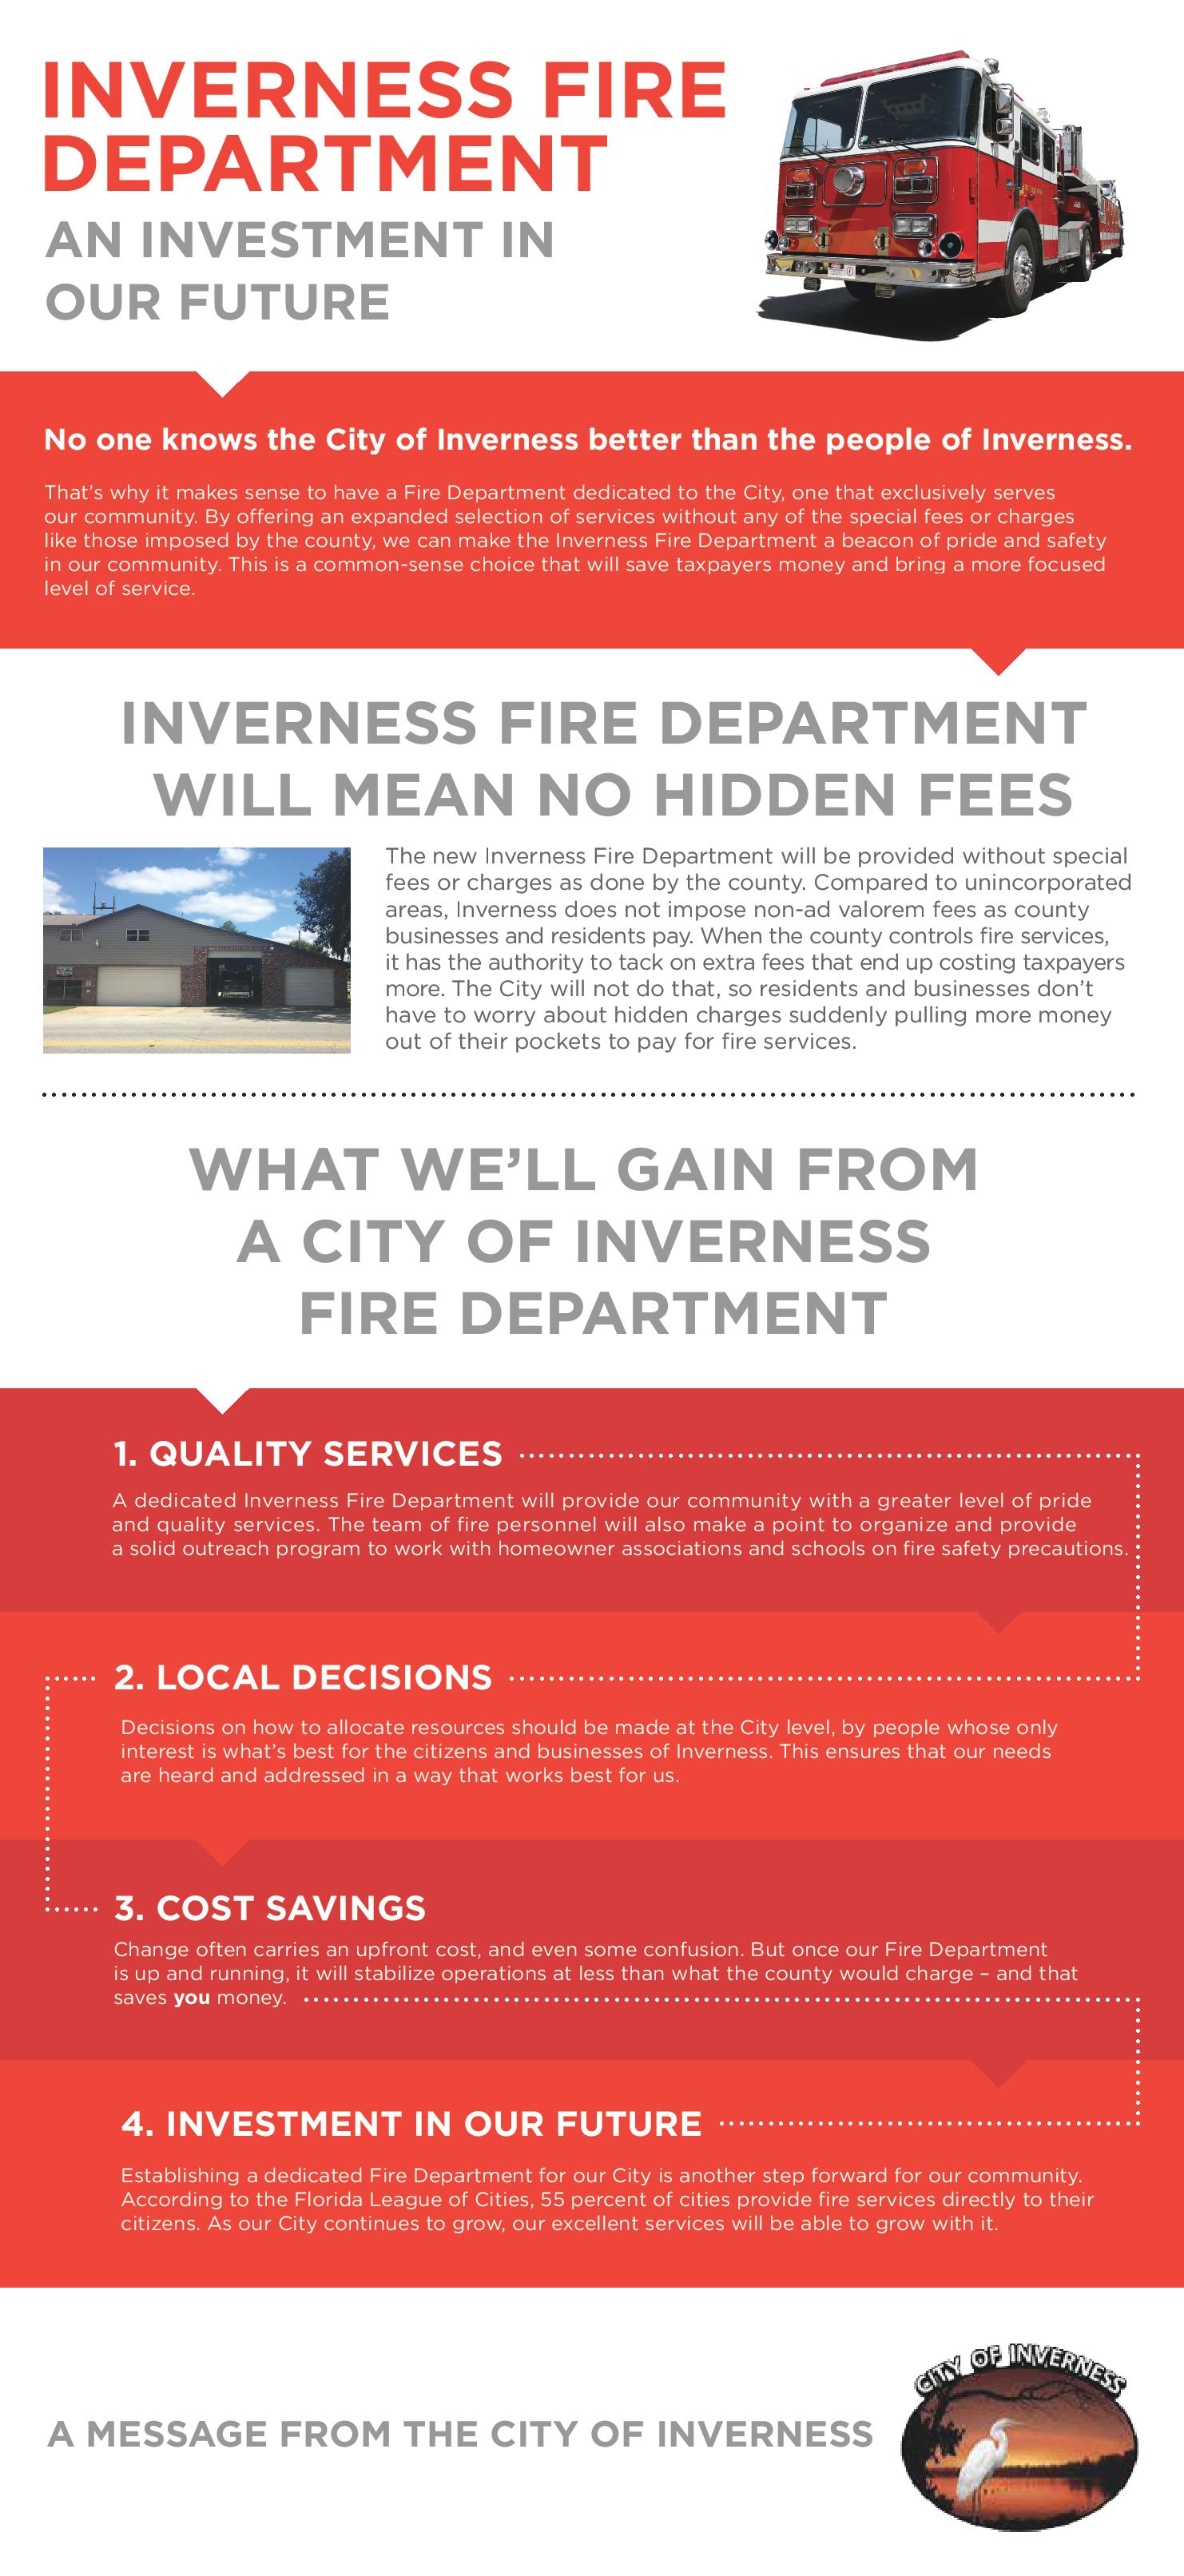 INVERNESS FIRE
DEPARTMENT
AN INVESTMENT IN
OUR FUTURE
No one knows the City of Inverness better than the people of Inverness.
That's why it makes sense to have a Fire Department dedicated to the City, one that exclusively serves
our community. By offering an expanded selection of services without any of the special fees or charges
like those imposed by the county, we can make the Inverness Fire Department a beacon of pride and safety
in our community. This is a common-sense choice that will save taxpayers money and bring a more focused
level of service.
INVERNESS FIRE DEPARTMENT
WILL MEAN NO HIDDEN FEES
The new Inverness Fire Department will be provided without special
fees or charges as done by the county. Compared to unincorporated
areas, Inverness does not impose non-ad valorem fees as county
businesses and residents pay. When the county controls fire services,
it has the authority to tack on extra fees that end up costing taxpayers
more. The City will not do that, so residents and businesses don't
have to worry about hidden charges suddenly pulling more money
out of their pockets to pay for fire services.
WHAT WE'LL GAIN FROM
A CITY OF INVERNESS
FIRE DEPARTMENT
1. QUALITY SERVICES
A dedicated Inverness Fire Department will provide our community with a greater level of pride
and quality services. The team of fire personnel will also make a point to organize and provide
a solid outreach program to work with homeowner associations and schools on fire safety precautions.
2. LOCAL DECISIONS
Decisions on how to allocate resources should be made at the City level, by people whose only
interest is what's best for the citizens and businesses of Inverness. This ensures that our needs
are heard and addressed in a way that works best for us.
3. COST SAVINGS
Change often carries an upfront cost, and even some confusion. But once our Fire Department
is up and running, it will stabilize operations at less than what the county would charge – and that
saves you money.
4. INVESTMENT IN OUR FUTURE
Establishing a dedicated Fire Department for our City is another step forward for our community.
According to the Florida League of Cities, 55 percent of cities provide fire services directly to their
citizens. As our City continues to grow, our excellent services will be able to grow with it.
CITY OF INVERNESS
A MESSAGE FROM THE CITY OF INVERNESS